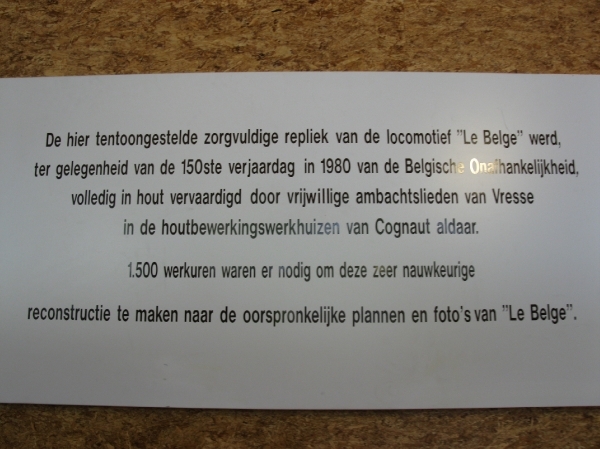 De hier tentoongestelde zorgvuldige repliek van de locomotief "Le Belge" werd,
ter gelegenheid van de 150ste verjaardag in 1980 van de Belgische Onafhankelijkheid,
volledig in hout vervaardigd door vrijwillige ambachtslieden van Vresse
in de houtbewerkingswerkhuizen van Cognaut aldaar.
1.500 werkuren waren er nodig om deze zeer nauwkeurige
reconstructie te maken naar de oorspronkelijke plannen en foto's van "Le Belge".